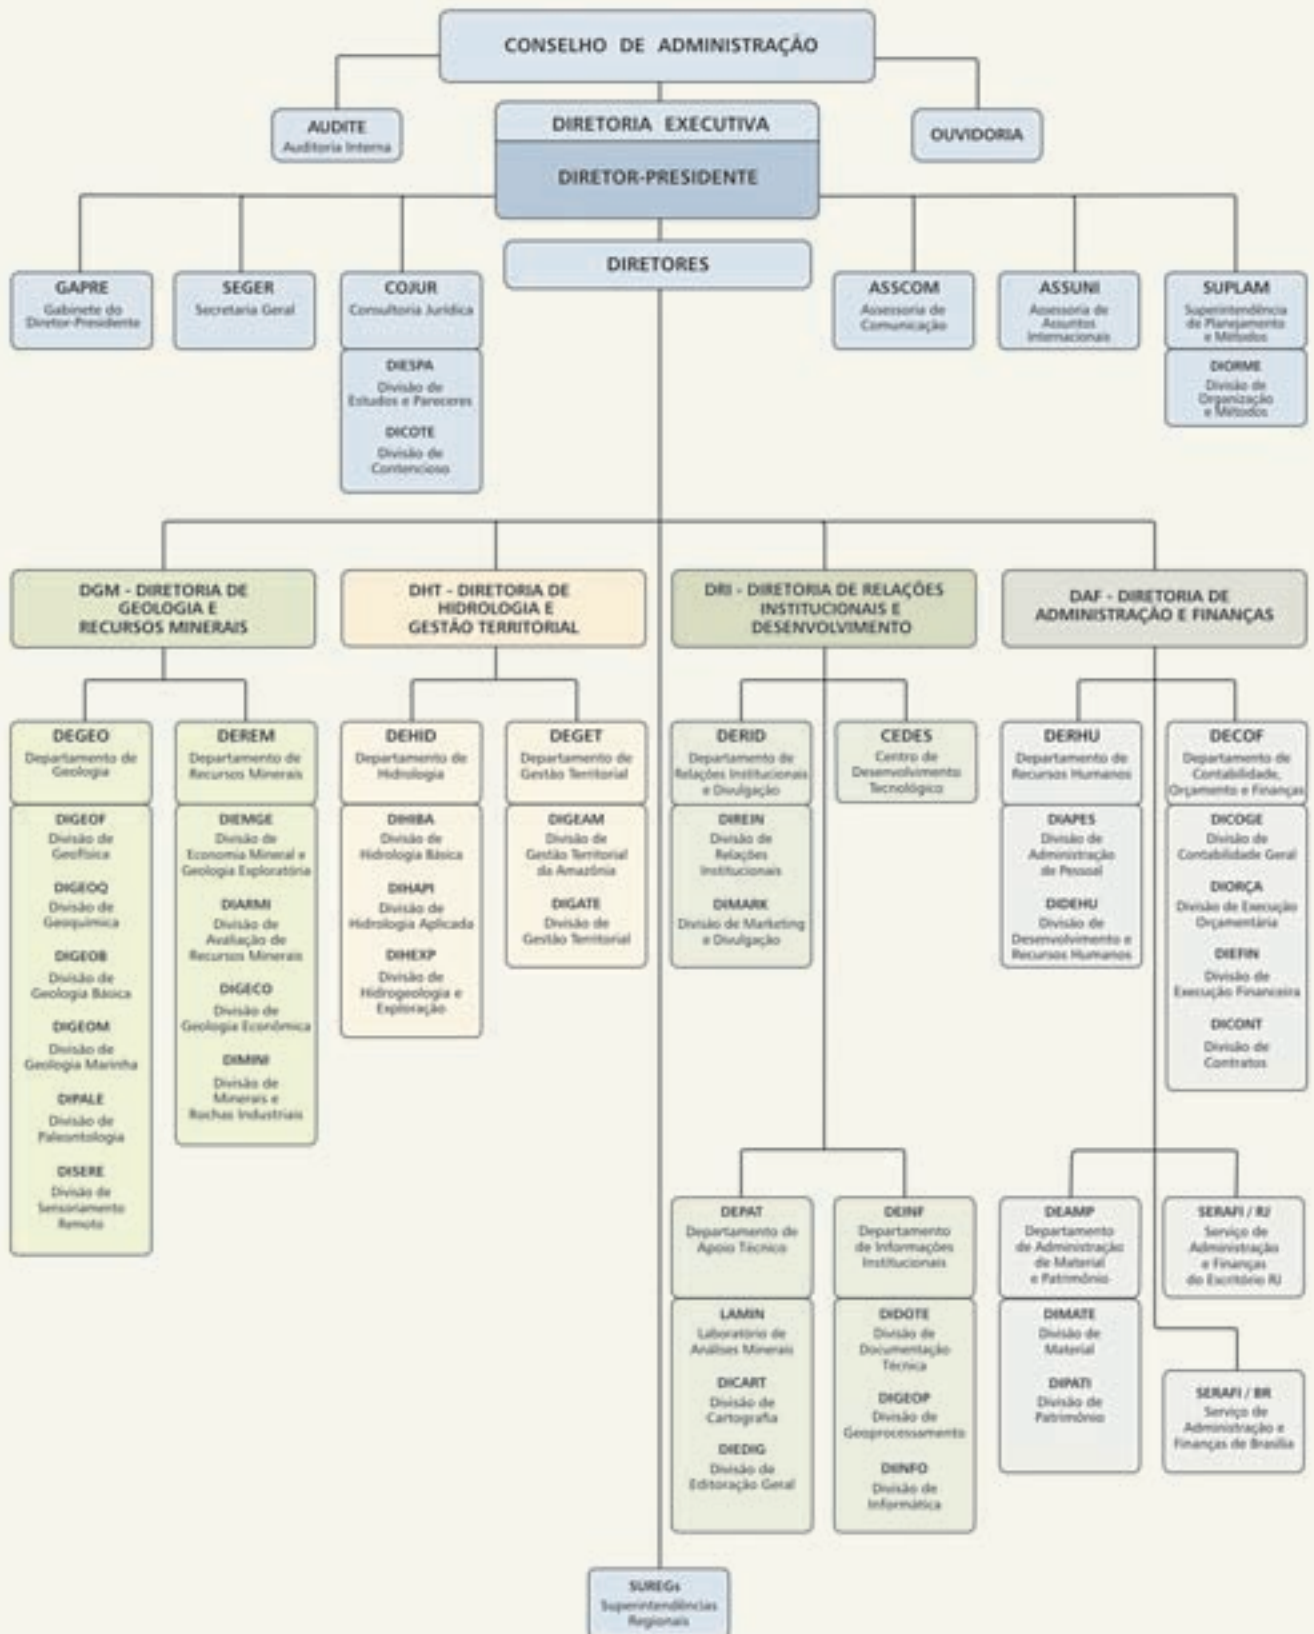 CONSELHO DE ADMINISTRAÇÃO
AUDITE
Auditoria Interna
DIRETORIA EXECUTIVA
DIRETOR-PRESIDENTE
OUVIDORIA
DIRETORES
GAPRE
Gabinete do
Diretor-Presidente
SEGER
Secretaria Geral
COJUR
Consultoria Jurídica
DIESPA
Divisão de
Estudos e Pareceres
DICOTE
Divisão de
Contencioso
ASSCOM
Assessoria de
Comunicação
ASSUNI
Assessoria de
Assuntos
Internacionais
SUPLAM
Superintendência
de Planejamento
e Métodos
DIORME
Divisão de
Organização
e Métodos
DGM - DIRETORIA DE
GEOLOGIA E
RECURSOS MINERAIS
DHT - DIRETORIA DE
HIDROLOGIA E
GESTÃO TERRITORIAL
DRI - DIRETORIA DE RELAÇÕES
INSTITUCIONAIS E
DESENVOLVIMENTO
DAF - DIRETORIA DE
ADMINISTRAÇÃO E FINANÇAS
DEGEO
Departamento de
Geologia
DIGEOF
Divisão de
Geofísica
DIGEOQ
Divisão de
Geoquímica
DIGEOB
Divisão de
Geologia Básica
DIGEOM
Divisão de
Geologia Marinha
DIPALE
Divisão de
Paleontologia
DISERE
Divisão de
Sensoriamento
Remoto
DEREM
Departamento de
Recursos Minerais
DIEMGE
Divisão de
Economia Mineral e
Geologia Exploratória
DIARMI
Divisão de
Avaliação de
Recursos Minerais
DIGECO
Divisão de
Geologia Econômica
DIMINI
Divisão de
Minerais e
Rochas Industriais
DEHID
Departamento de
Hidrologia
DIHIBA
Divisão de
Hidrologia Básica
DIHAPI
Divisão de
Hidrologia Aplicada
DIHEXP
Divisão de
Hidrogeologia e
Exploração
DEGET
Departamento de
Gestão Territorial
DIGEAM
Divisão de
Gestão Territorial
da Amazônia
DIGATE
Divisão de
Gestão Territorial
DERID
Departamento de
Relações Institucionais
e Divulgação
DIREIN
Divisão de
Relações
Institucionais
DIMARK
Divisão de Marketing
e Divulgação
CEDES
Centro de
Desenvolvimento
Tecnológico
DERHU
Departamento de
Recursos Humanos
DIAPES
Divisão de
Administração
de Pessoal
DIDEHU
Divisão de
Desenvolvimento e
Recursos Humanos
DECOF
Departamento de
Contabilidade,
Orçamento e Finanças
DICOGE
Divisão de
Contabilidade Geral
DIORÇA
Divisão de Execução
Orçamentária
DIEFIN
Divisão de
Execução Financeira
DICONT
Divisão de
Contratos
DEPAT
Departamento de
Apoio Técnico
LAMIN
Laboratório de
Análises Minerais
DICART
Divisão de
Cartografia
DIEDIG
Divisão de
Editoração Geral
DEINF
Departamento
de Informações
Institucionais
DIDOTE
Divisão de
Documentação
Técnica
DIGEOP
Divisão de
Geoprocessamento
DIINFO
Divisão de
Informática
DEAMP
Departamento
de Administração
de Material
e Patrimônio
DIMATE
Divisão de
Material
DIPATI
Divisão de
Patrimônio
SERAFI / RJ
Serviço de
Administração
e Finanças
do Escritório RJ
SERAFI / BR
Serviço de
Administração e
Finanças de Brasília
SUREGs
Superintendências
Regionais